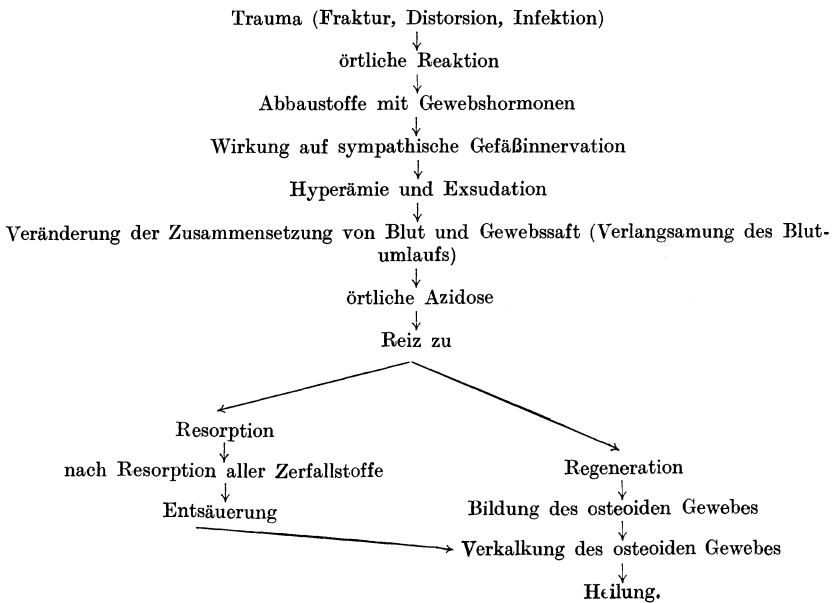 Trauma (Fraktur, Distorsion, Infektion)
örtliche Reaktion
Abbaustoffe mit Gewebshormonen
Wirkung auf sympathische Gefäßinnervation
Hyperämie und Exsudation
Veränderung der Zusammensetzung von Blut und Gewebssaft (Verlangsamung des Blut-
umlaufs)
örtliche Azidose
Reiz zu
Resorption
nach Resorption aller Zerfallstoffe
Entsäuerung
Regeneration
Bildung des osteoiden Gewebes
Verkalkung des osteoiden Gewebes
Heilung.